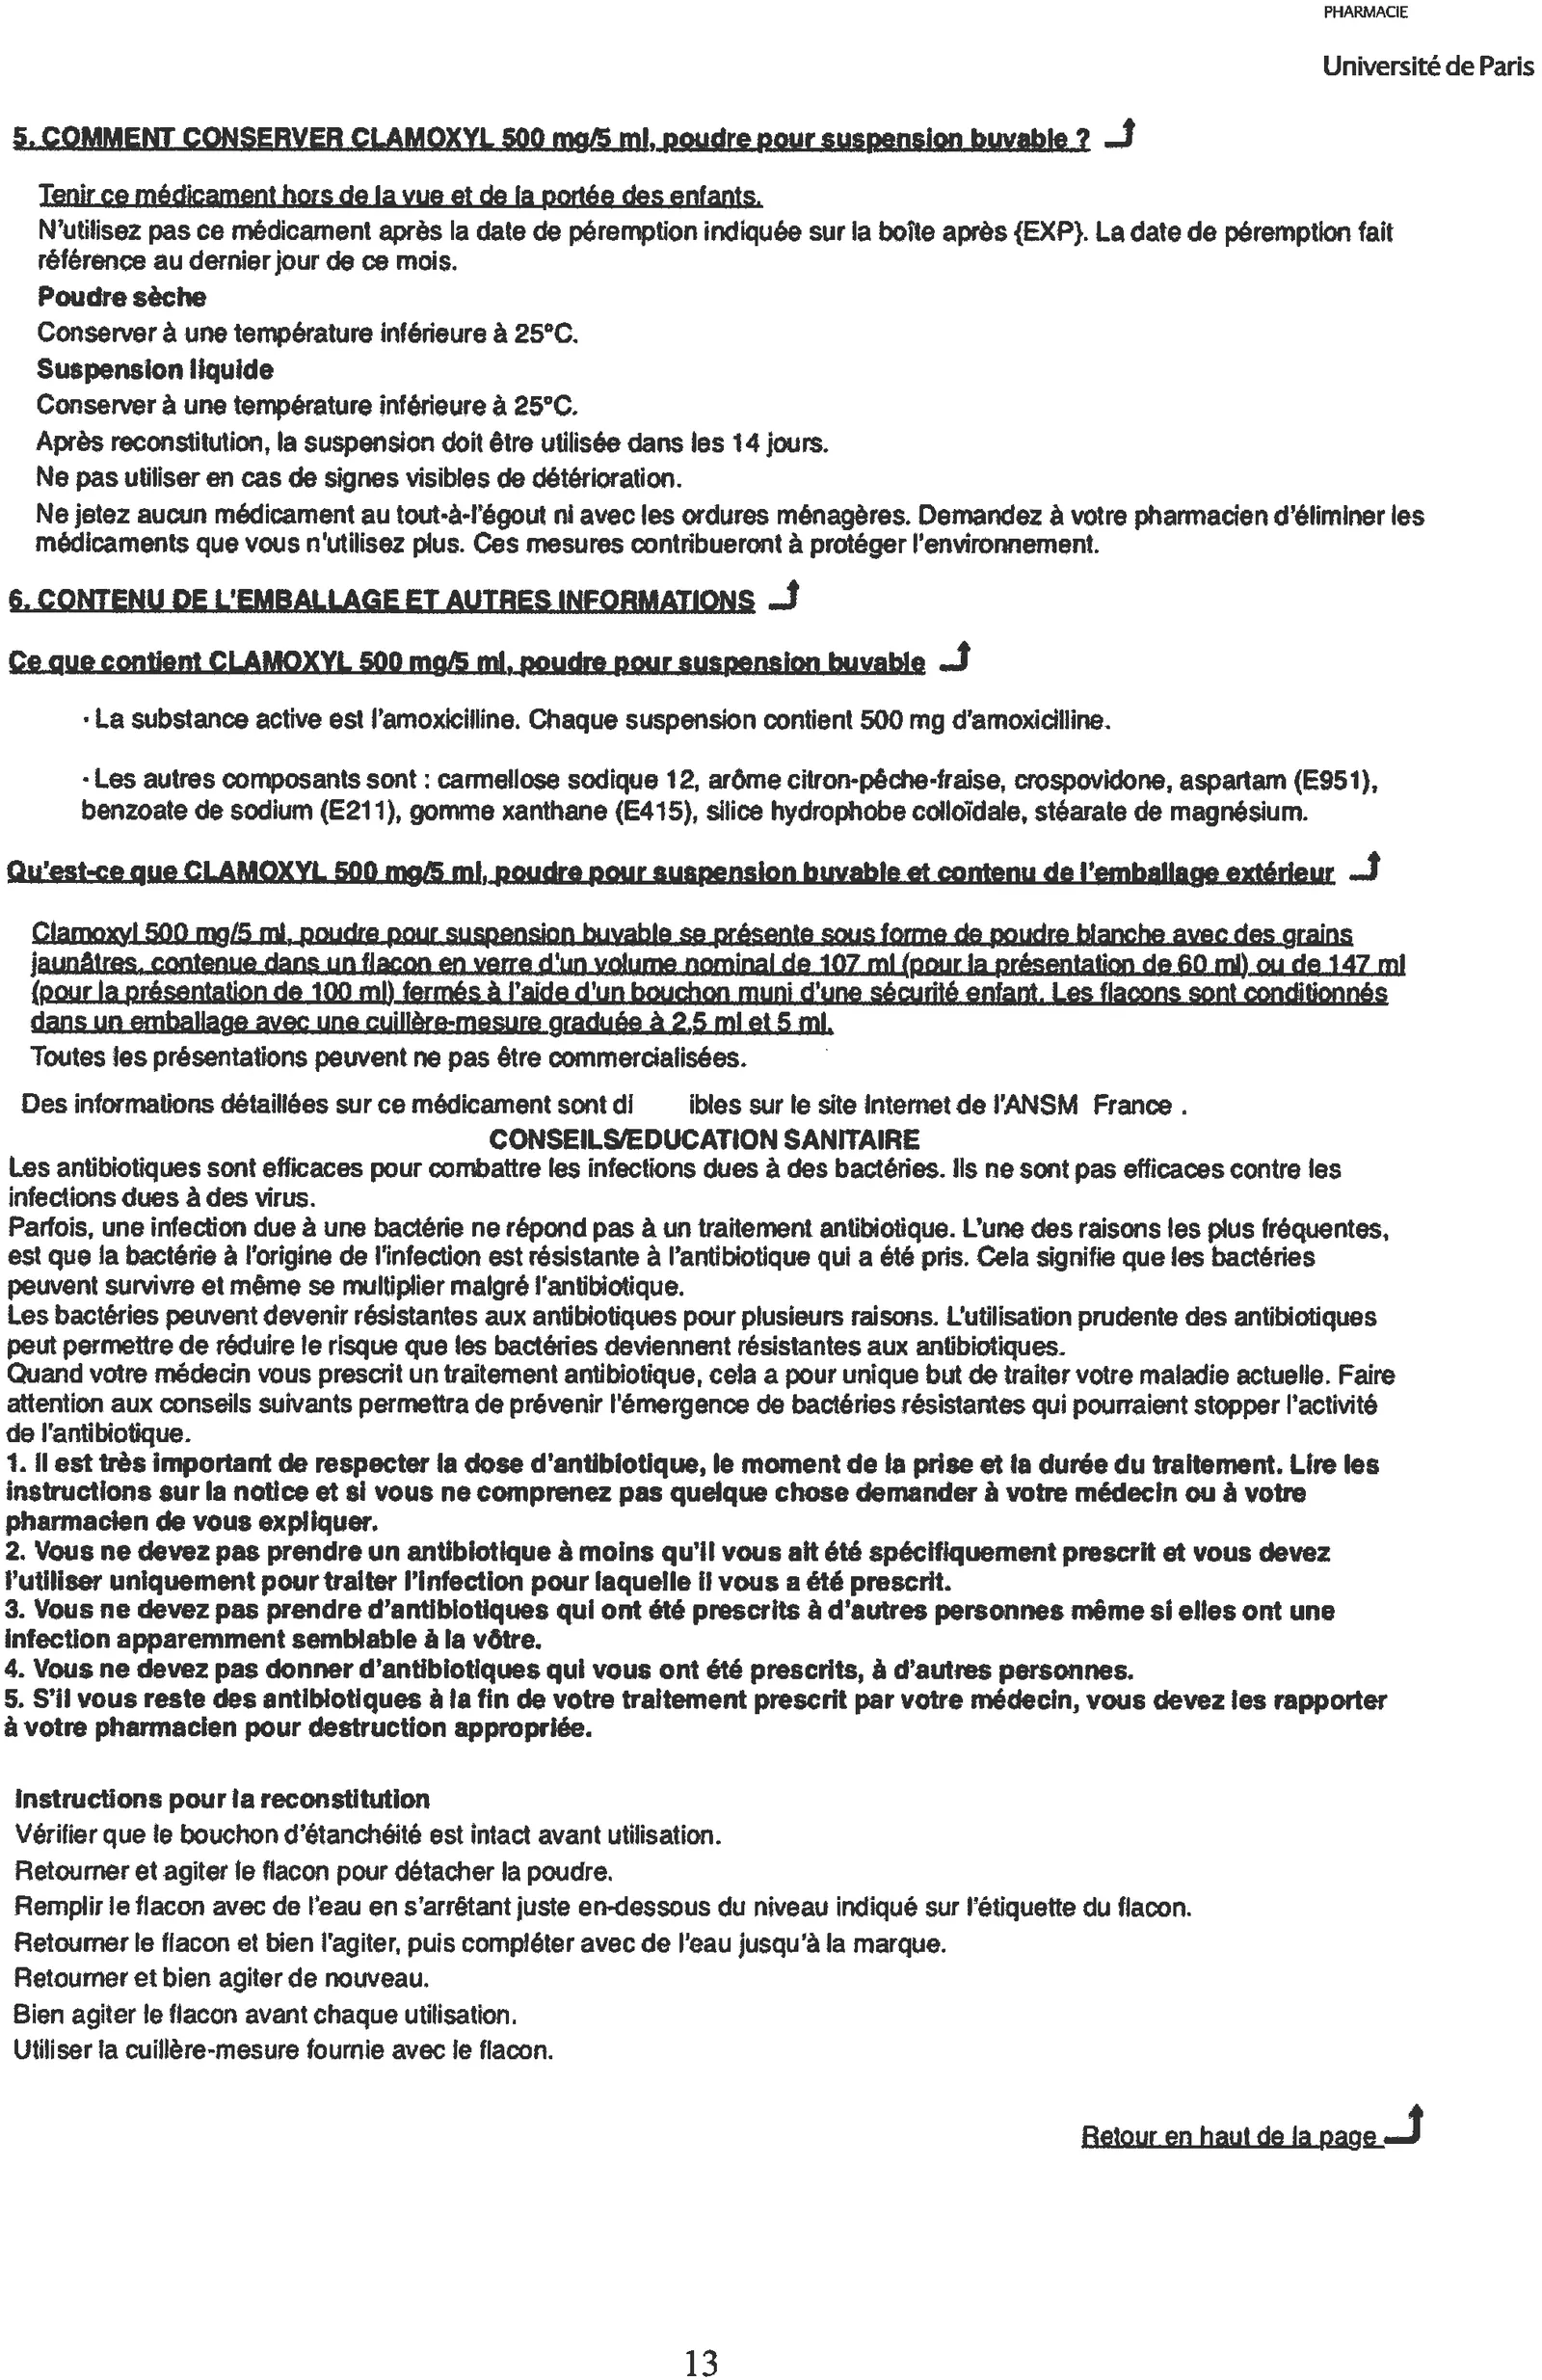 PHARMACIE
Université de Paris
5. COMMENT CONSERVER CLAMOXYL 500 mg/5 ml, poudre pour suspension buvable ?
Tenir ce médicament hors de la vue et de la portée des enfants.
N'utilisez pas ce médicament après la date de péremption indiquée sur la boîte après {EXP}. La date de péremption fait
référence au dernier jour de ce mois.
Poudre sèche
Conserver à une température inférieure à 25°C.
Suspension liquide
Conserver à une température inférieure à 25°C.
Après reconstitution, la suspension doit être utilisée dans les 14 jours.
Ne pas utiliser en cas de signes visibles de détérioration.
Ne jetez aucun médicament au tout-à-l'égout ni avec les ordures ménagères. Demandez à votre pharmacien d'éliminer les
médicaments que vous n'utilisez plus. Ces mesures contribueront à protéger l'environnement.
6. CONTENU DE L'EMBALLAGE ET AUTRES INFORMATIONS
Ce que contient CLAMOXYL 500 mg/5 ml, poudre pour suspension buvable
· La substance active est l'amoxicilline. Chaque suspension contient 500 mg d'amoxicilline.
· Les autres composants sont : carmellose sodique 12, arôme citron-pêche-fraise, crospovidone, aspartam (E951),
benzoate de sodium (E211), gomme xanthane (E415), silice hydrophobe colloïdale, stéarate de magnésium.
Qu'est-ce que CLAMOXYL 500 mg/5 ml, poudre pour suspension buvable et contenu de l'emballage extérieur
Clamoxyl 500 mg/5 ml, poudre pour suspension buvable se présente sous forme de poudre blanche avec des grains
jaunâtres, contenue dans un flacon en verre d'un volume nominal de 107 ml (pour la présentation de 60 ml) ou de 147 ml
(pour la présentation de 100 ml) fermés à l'aide d'un bouchon muni d'une sécurité enfant. Les flacons sont conditionnés
dans un emballage avec une cuillère-mesure graduée à 2,5 ml et 5 ml.
Toutes les présentations peuvent ne pas être commercialisées.
Des informations détaillées sur ce médicament sont di ibles sur le site Internet de l'ANSM France .
CONSEILS/EDUCATION SANITAIRE
Les antibiotiques sont efficaces pour combattre les infections dues à des bactéries. Ils ne sont pas efficaces contre les
infections dues à des virus.
Parfois, une infection due à une bactérie ne répond pas à un traitement antibiotique. L'une des raisons les plus fréquentes,
est que la bactérie à l'origine de l'infection est résistante à l'antibiotique qui a été pris. Cela signifie que les bactéries
peuvent survivre et même se multiplier malgré l'antibiotique.
Les bactéries peuvent devenir résistantes aux antibiotiques pour plusieurs raisons. L'utilisation prudente des antibiotiques
peut permettre de réduire le risque que les bactéries deviennent résistantes aux antibiotiques.
Quand votre médecin vous prescrit un traitement antibiotique, cela a pour unique but de traiter votre maladie actuelle. Faire
attention aux conseils suivants permettra de prévenir l'émergence de bactéries résistantes qui pourraient stopper l'activité
de l'antibiotique.
1. Il est très important de respecter la dose d'antibiotique, le moment de la prise et la durée du traitement. Lire les
instructions sur la notice et si vous ne comprenez pas quelque chose demander à votre médecin ou à votre
pharmacien de vous expliquer.
2. Vous ne devez pas prendre un antibiotique à moins qu'il vous ait été spécifiquement prescrit et vous devez
l'utiliser uniquement pour traiter l'infection pour laquelle il vous a été prescrit.
3. Vous ne devez pas prendre d'antibiotiques qui ont été prescrits à d'autres personnes même si elles ont une
infection apparemment semblable à la vôtre.
4. Vous ne devez pas donner d'antibiotiques qui vous ont été prescrits, à d'autres personnes.
5. S'il vous reste des antibiotiques à la fin de votre traitement prescrit par votre médecin, vous devez les rapporter
à votre pharmacien pour destruction appropriée.
Instructions pour la reconstitution
Vérifier que le bouchon d'étanchéité est intact avant utilisation.
Retourner et agiter le flacon pour détacher la poudre.
Remplir le flacon avec de l'eau en s'arrêtant juste en-dessous du niveau indiqué sur l'étiquette du flacon.
Retourner le flacon et bien l'agiter, puis compléter avec de l'eau jusqu'à la marque.
Retourner et bien agiter de nouveau.
Bien agiter le flacon avant chaque utilisation.
Utiliser la cuillère-mesure fournie avec le flacon.
Retour en haut de la page
13